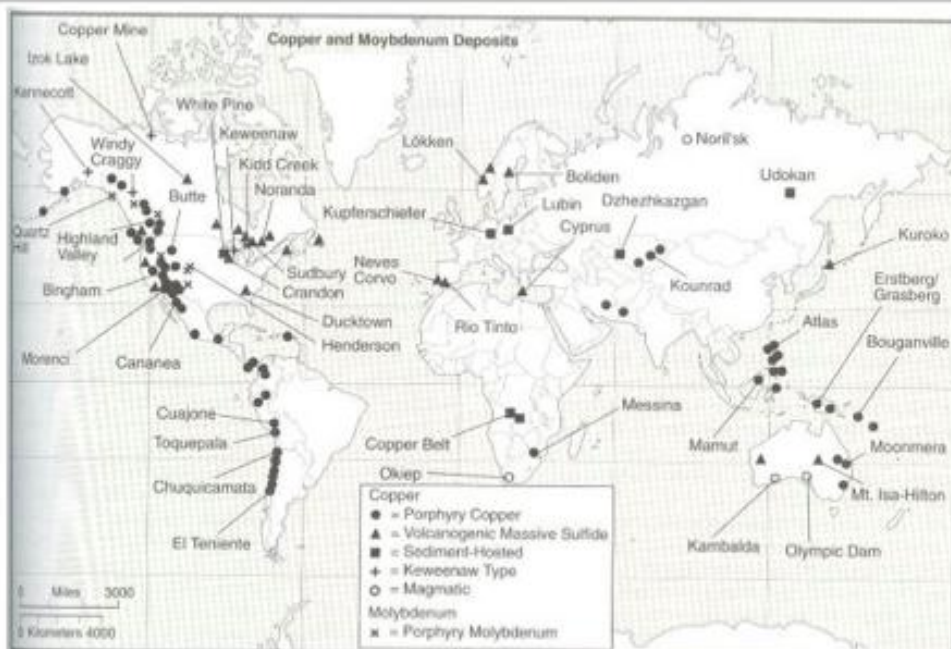 Copper and Moybdenum Deposits
Copper Mine
Izok Lake
Kennecott
White Pine
Keweenaw
Windy
Craggy
Kidd Creek
Butte
Noranda
Quartz
Hill
Highland
Valley
Bingham
Sudbury
Crandon
Ducktown
Henderson
Morenci
Cananea
Cuajone
Toquepala
Chuquicamata
El Teniente
Lökken
Boliden
Lubin
Kupferschiefer
Cyprus
Dzhezhkazgan
Noril'sk
Udokan
Neves
Corvo
Rio Tinto
Kounrad
Kuroko
Erstberg/
Grasberg
Atlas
Bouganville
Copper Belt
Messina
Okiep
Mamut
Moonmera
Mt. Isa-Hilton
Kambalda
Olympic Dam
Copper
= Porphyry Copper
= Volcanogenic Massive Sulfide
= Sediment-Hosted
+ = Keweenaw Type
= Magmatic
Molybdenum
× = Porphyry Molybdenum
0 Miles 3000
0 Kilometers 4000